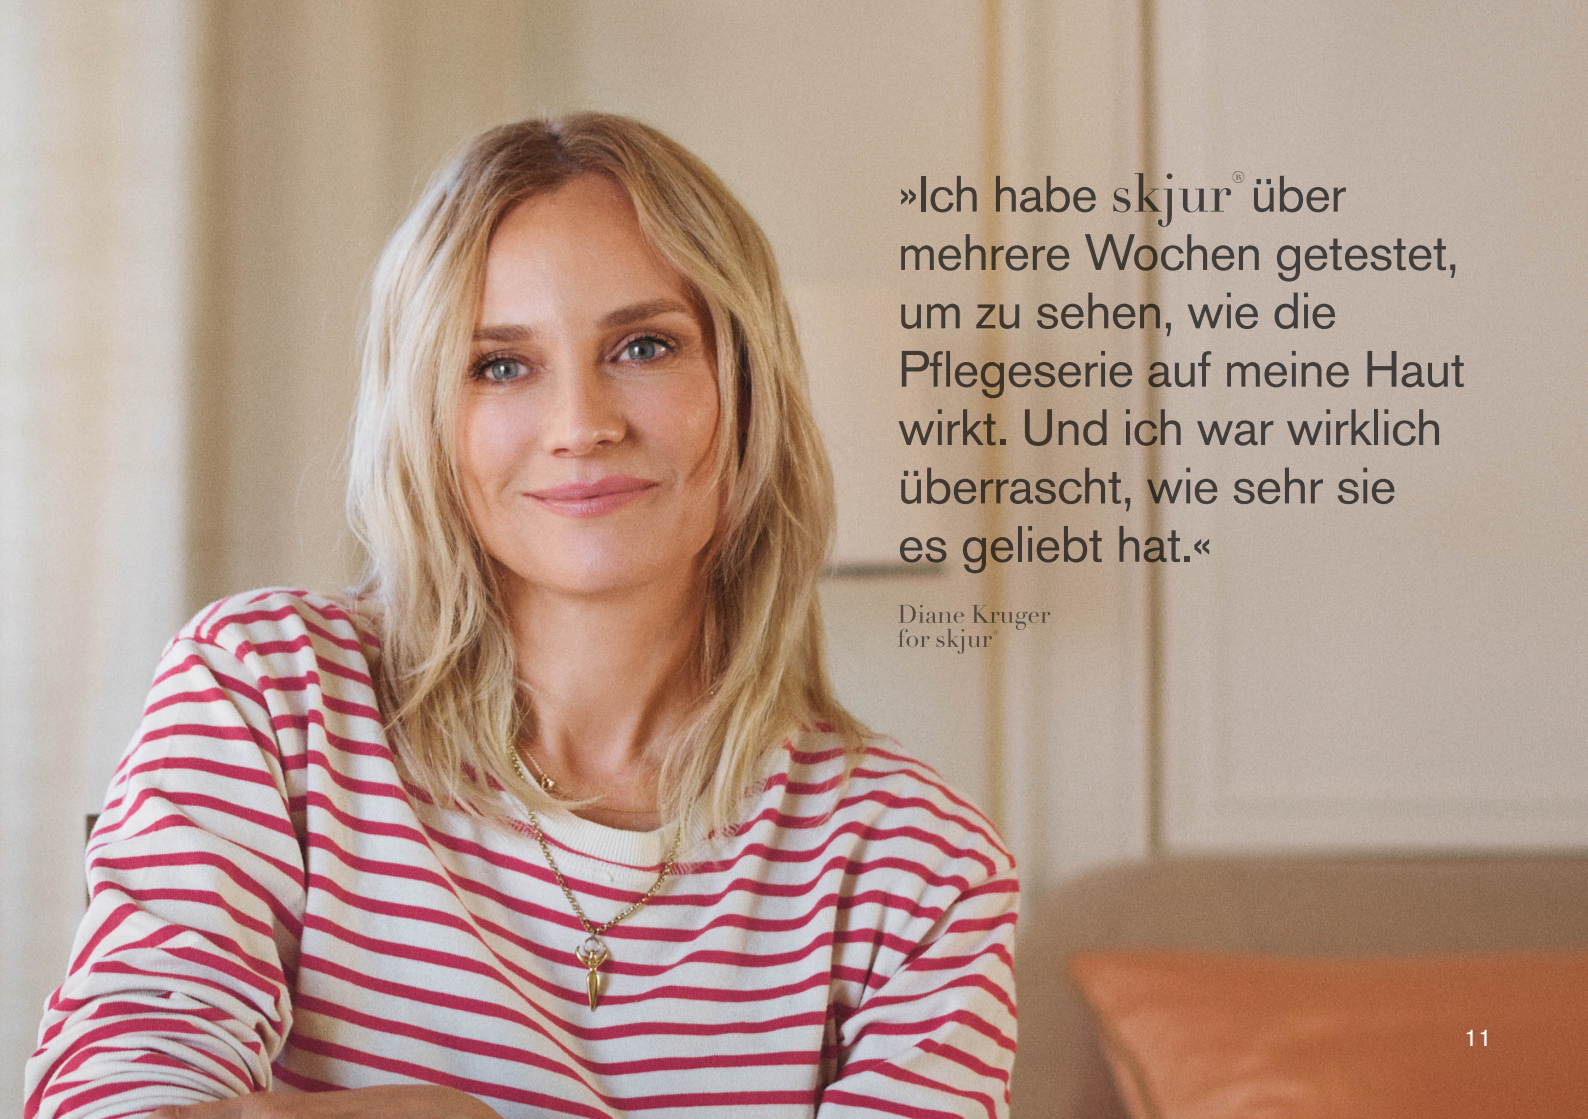 »Ich habe skjur® über
mehrere Wochen getestet,
um zu sehen, wie die
Pflegeserie auf meine Haut
wirkt. Und ich war wirklich
überrascht, wie sehr sie
es geliebt hat.«
Diane Kruger
for skjur®
11